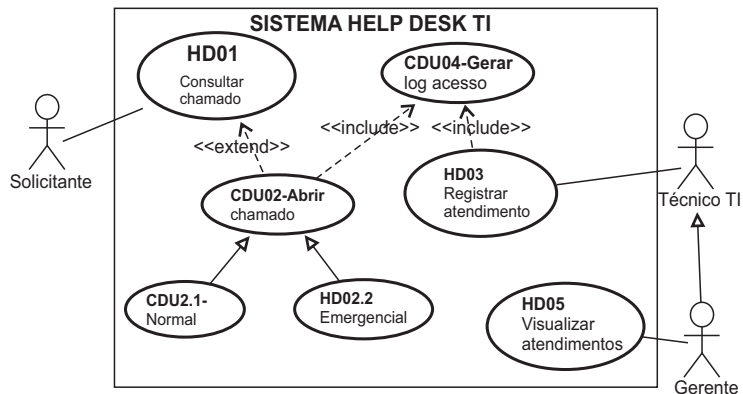 SISTEMA HELP DESK TI
HD01
Consultar
chamado
CDU04-Gerar
log acesso
<<extend>>
<<include>>
<<include>>
Solicitante
CDU02-Abrir
chamado
HD03
Registrar
atendimento
Técnico TI
CDU2.1-
Normal
HD02.2
Emergencial
HD05
Visualizar
atendimentos
Gerente